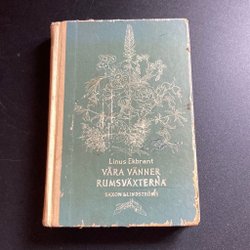 Linus Ekbrant
VÅRA VÄNNER
RUMSVÄXTERNA
SAXON & LINDSTRÖMS